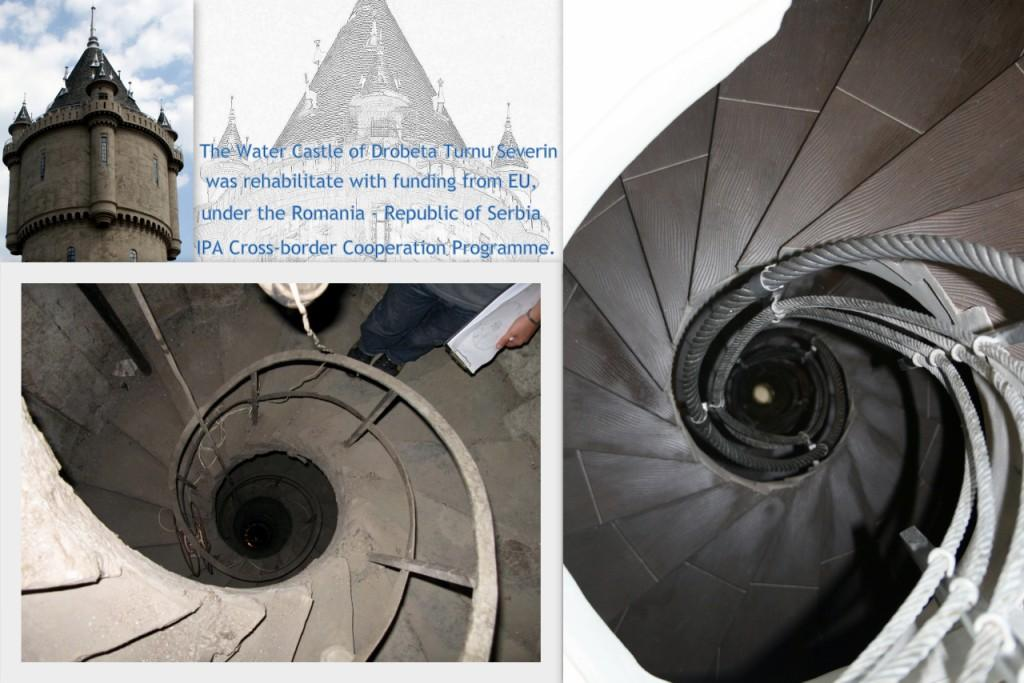 The Water Castle of Drobeta Turnu Severin
was rehabilitate with funding from EU,
under the Romania - Republic of Serbia
IPA Cross-border Cooperation Programme.